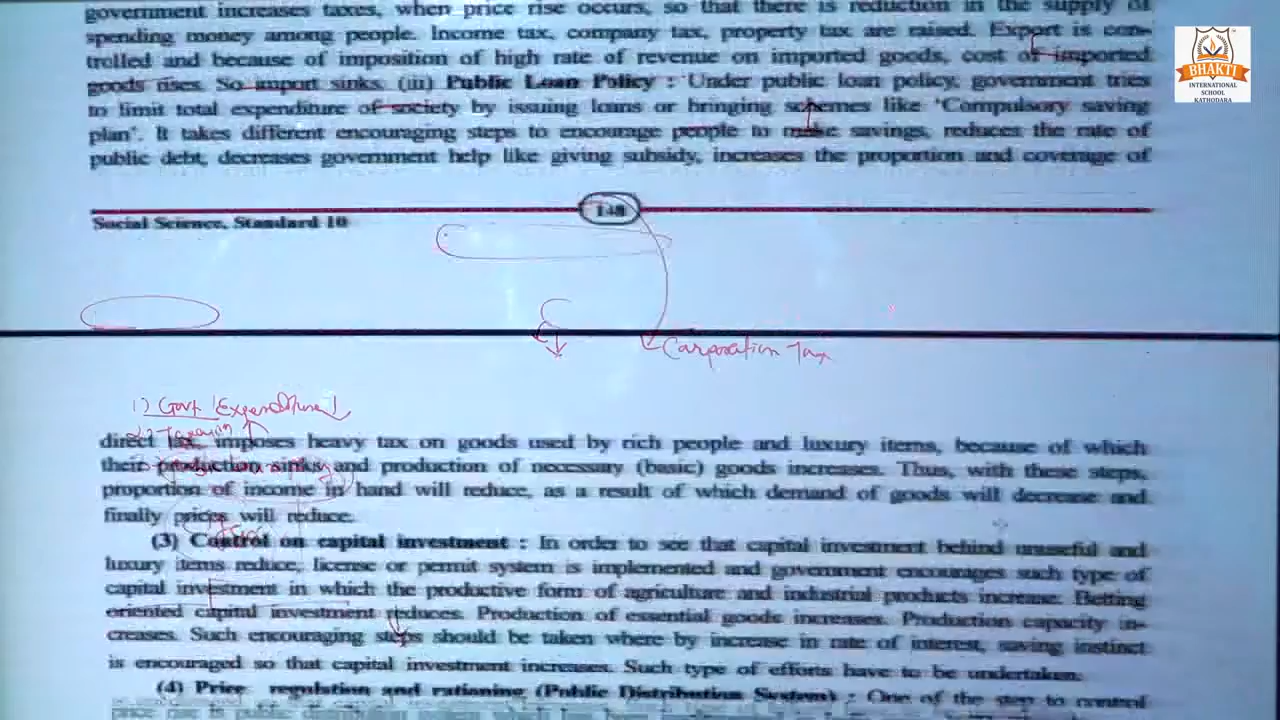 government increases taxes, when price rise occurs, so that there is reduction in the supply of
spending money among people. Income tax, company tax, property tax are raised. Export is con-
trolled and because of imposition of high rate of revenue on imported goods, cost of imported
goods rises. So import sinks. (iii) Public Loan Policy : Under public loan policy, government tries
to limit total expenditure of society by issuing loans or bringing schemes like 'Compulsory saving
plan'. It takes different encouraging steps to encourage people to make savings, reduces the rate of
public debt, decreases government help like giving subsidy, increases the proportion and coverage of
BHAKTI
INTERNATIONAL
SCHOOL
KATHODARA
148
Social Science, Standard 10
Corporation Tax
1) Govt Expenditure
direct tax, imposes heavy tax on goods used by rich people and luxury items, because of which
their production sinks and production of necessary (basic) goods increases. Thus, with these steps,
proportion of income in hand will reduce, as a result of which demand of goods will decrease and
finally prices will reduce.
(3) Control on capital investment : In order to see that capital investment behind unuseful and
luxury items reduce, license or permit system is implemented and government encourages such type of
capital investment in which the productive form of agriculture and industrial products increase. Betting
oriented capital investment reduces. Production of essential goods increases. Production capacity in-
creases. Such encouraging steps should be taken where by increase in rate of interest, saving instinct
is encouraged so that capital investment increases. Such type of efforts have to be undertaken.
(4) Price regulation and rationing (Public Distribution System) : One of the step to control
price rise is public